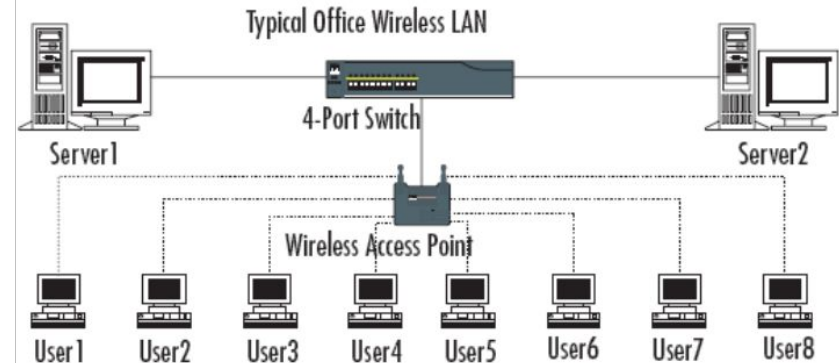 Typical Office Wireless LAN
4-Port Switch
Server1
Server2
Wireless Access Point
User1
User2
User3
User4
User5
User6
User7
User8